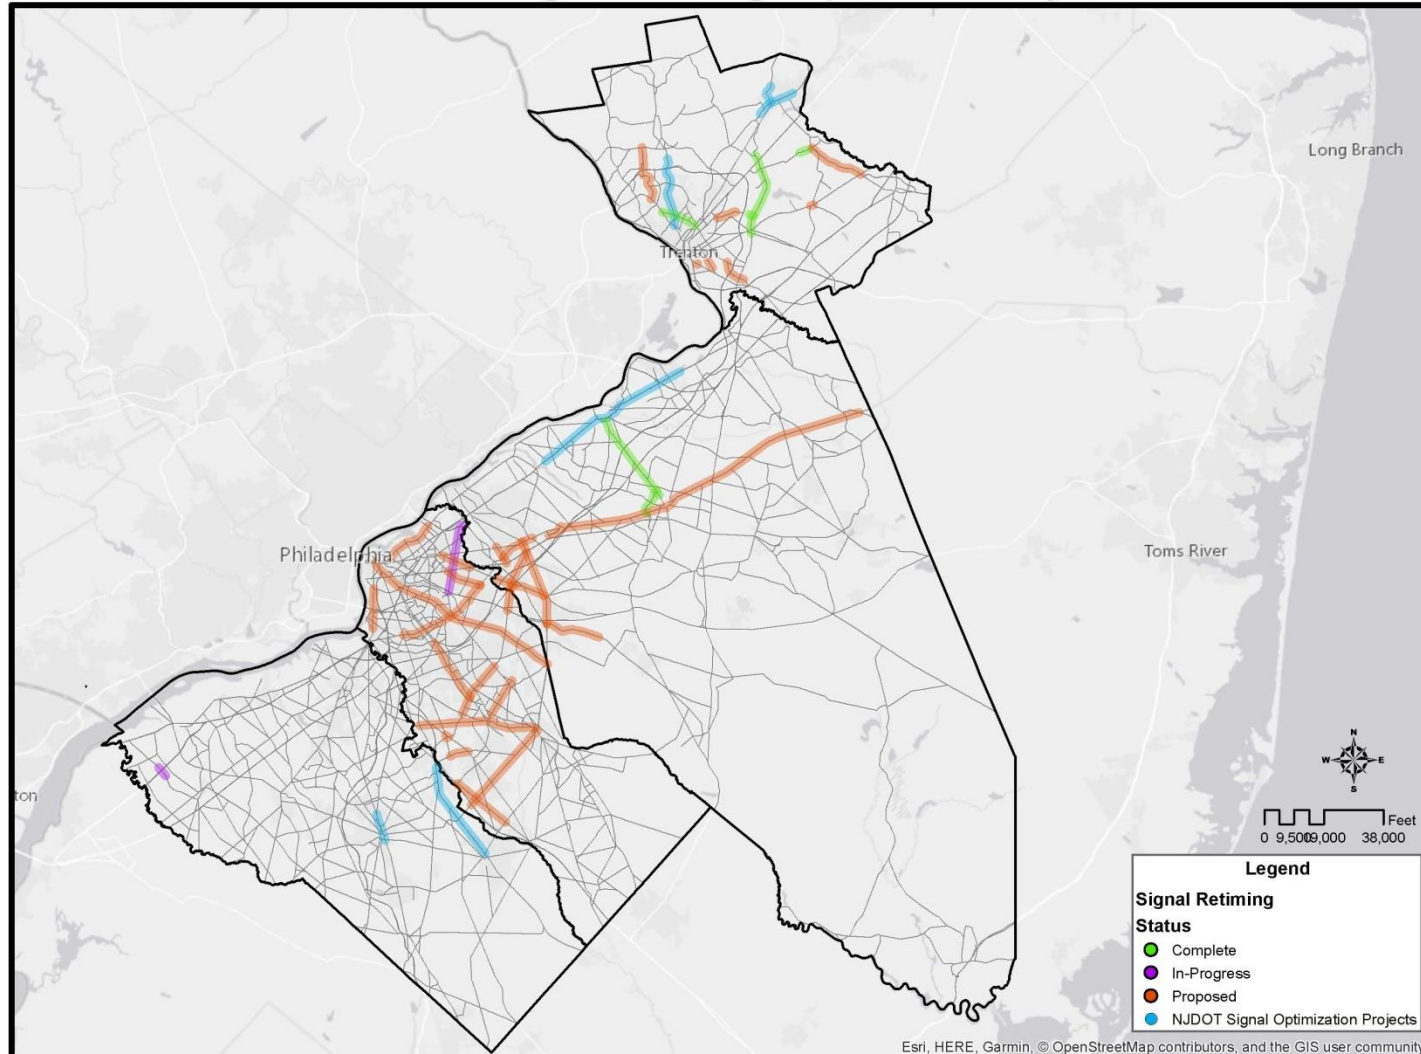 Long Branch
Trenton
Philadelphia
Toms River
ton
N
W E
S
Feet
0 9,500 19,000 38,000
Legend
Signal Retiming
Status
Complete
In-Progress
Proposed
NJDOT Signal Optimization Projects
Esri, HERE, Garmin, © OpenStreetMap contributors, and the GIS user community